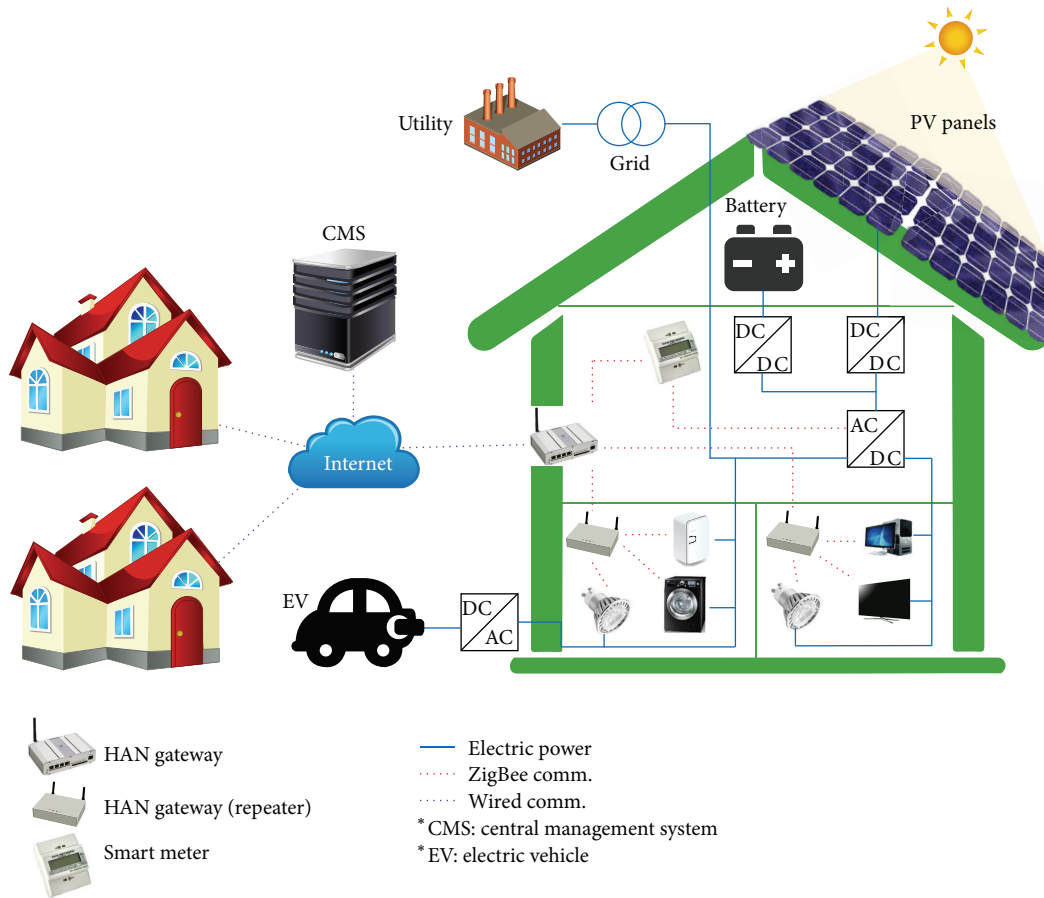 Utility
Grid
PV panels
Battery
CMS
DC
DC
DC
DC
AC
DC
Internet
EV
DC
AC
HAN gateway
HAN gateway (repeater)
Smart meter
Electric power
ZigBee comm.
Wired comm.
*CMS: central management system
*EV: electric vehicle